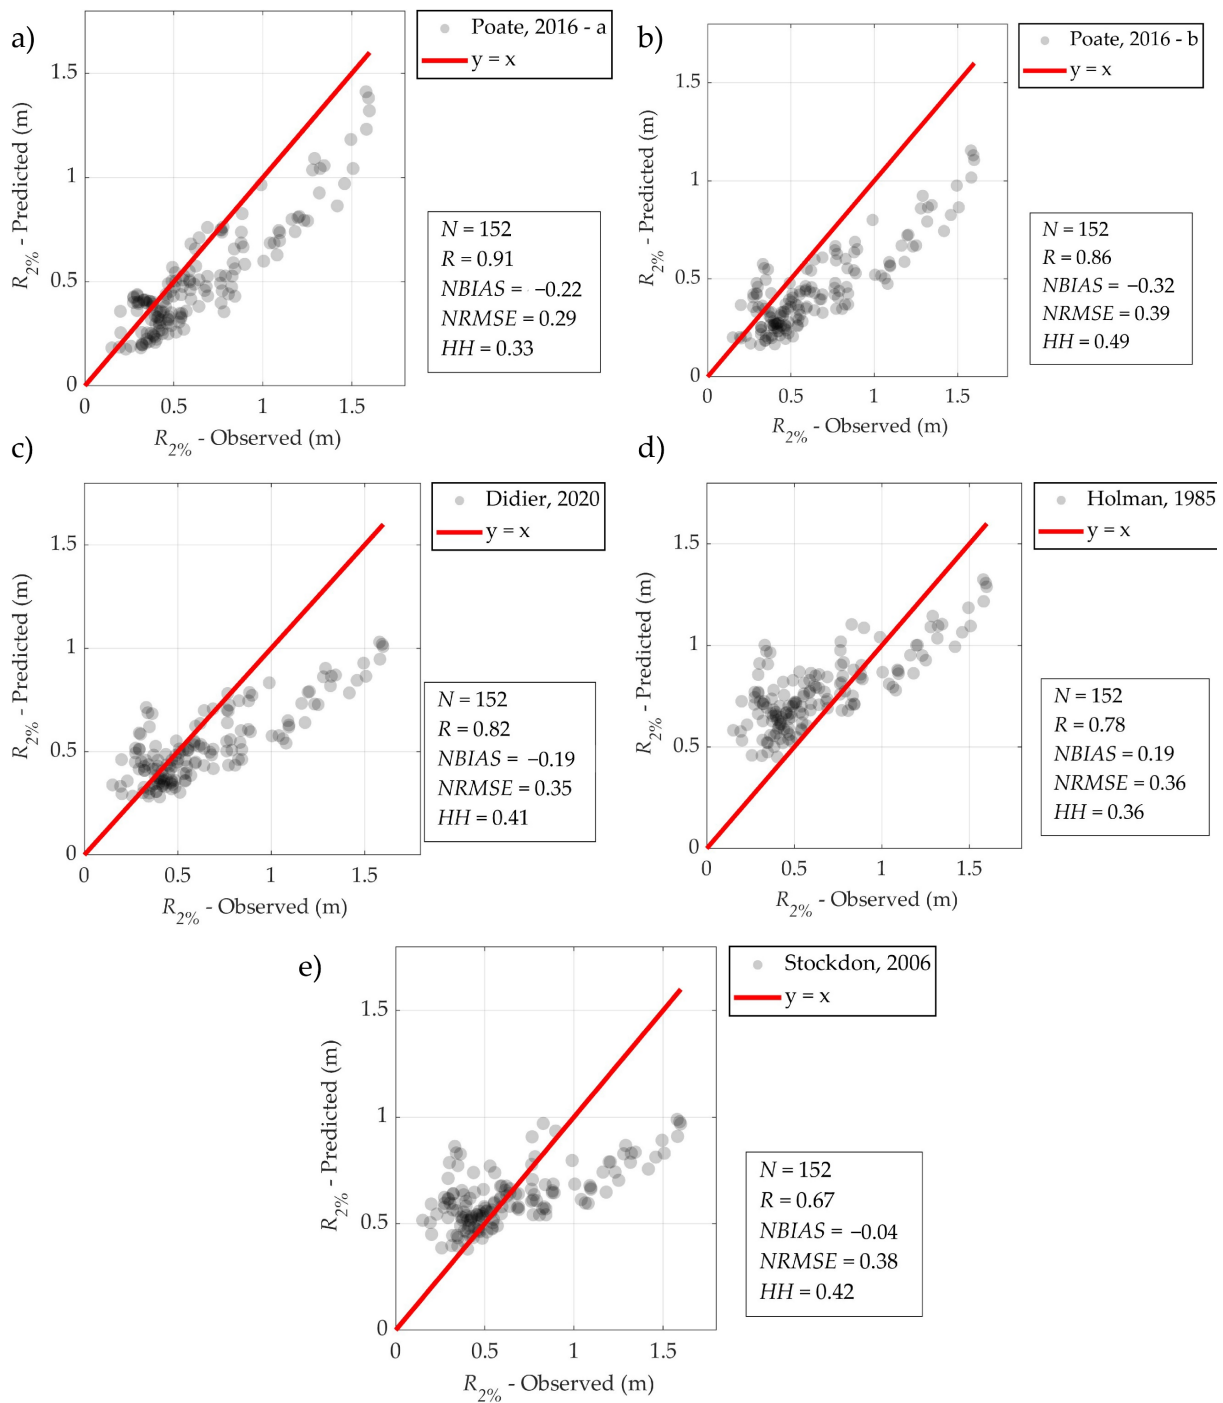 a)
Poate, 2016 - a
y = x
1.5
1
0.5
0
0
0.5
1
1.5
R2% - Predicted (m)
R2% - Observed (m)
N = 152
R = 0.91
NBIAS = −0.22
NRMSE = 0.29
HH = 0.33
b)
Poate, 2016 - b
y = x
1.5
1
0.5
0
0
0.5
1
1.5
R2% - Predicted (m)
R2% - Observed (m)
N = 152
R = 0.86
NBIAS = −0.32
NRMSE = 0.39
HH = 0.49
c)
Didier, 2020
y = x
1.5
1
0.5
0
0
0.5
1
1.5
R2% - Predicted (m)
R2% - Observed (m)
N = 152
R = 0.82
NBIAS = −0.19
NRMSE = 0.35
HH = 0.41
d)
Holman, 1985
y = x
1.5
1
0.5
0
0
0.5
1
1.5
R2% - Predicted (m)
R2% - Observed (m)
N = 152
R = 0.78
NBIAS = 0.19
NRMSE = 0.36
HH = 0.36
e)
Stockdon, 2006
y = x
1.5
1
0.5
0
0
0.5
1
1.5
R2% - Predicted (m)
R2% - Observed (m)
N = 152
R = 0.67
NBIAS = −0.04
NRMSE = 0.38
HH = 0.42